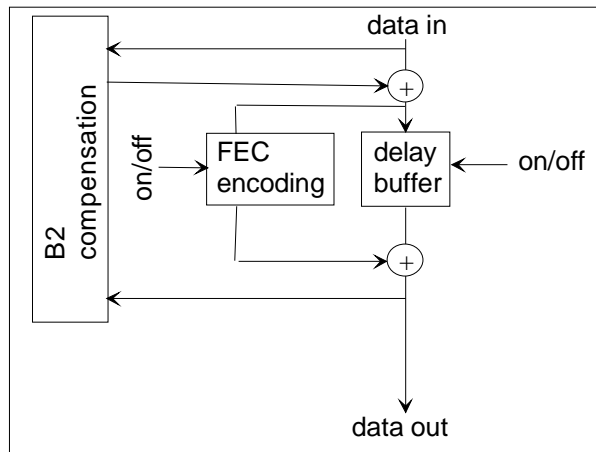 data in
+
B2
compensation
on/off
FEC
encoding
delay
buffer
on/off
+
data out